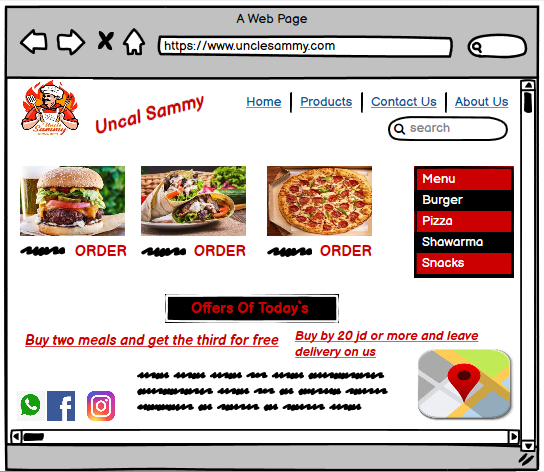 A Web Page
https://www.unclesammy.com
Uncle
Sammy
Uncal Sammy
Home
Products
Contact Us
About Us
search
ORDER
ORDER
ORDER
Menu
Burger
Pizza
Shawarma
Snacks
Offers Of Today`s
Buy two meals and get the third for free
Buy by 20 jd or more and leave
delivery on us